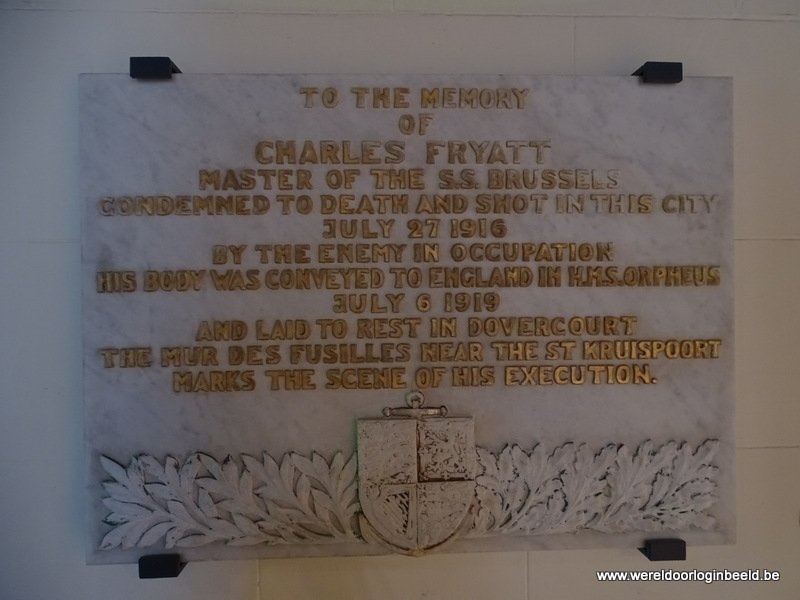 TO THE MEMORY
OF
CHARLES FRYATT
MASTER OF THE S.S. BRUSSELS
CONDEMNED TO DEATH AND SHOT IN THIS CITY
JULY 27 1916
BY THE ENEMY IN OCCUPATION
HIS BODY WAS CONVEYED TO ENGLAND IN H.M.S. ORPHEUS
JULY 6 1919
AND LAID TO REST IN DOVERCOURT
THE MUR DES FUSILLES NEAR THE ST KRUISPOORT
MARKS THE SCENE OF HIS EXECUTION.
www.wereldoorloginbeeld.be